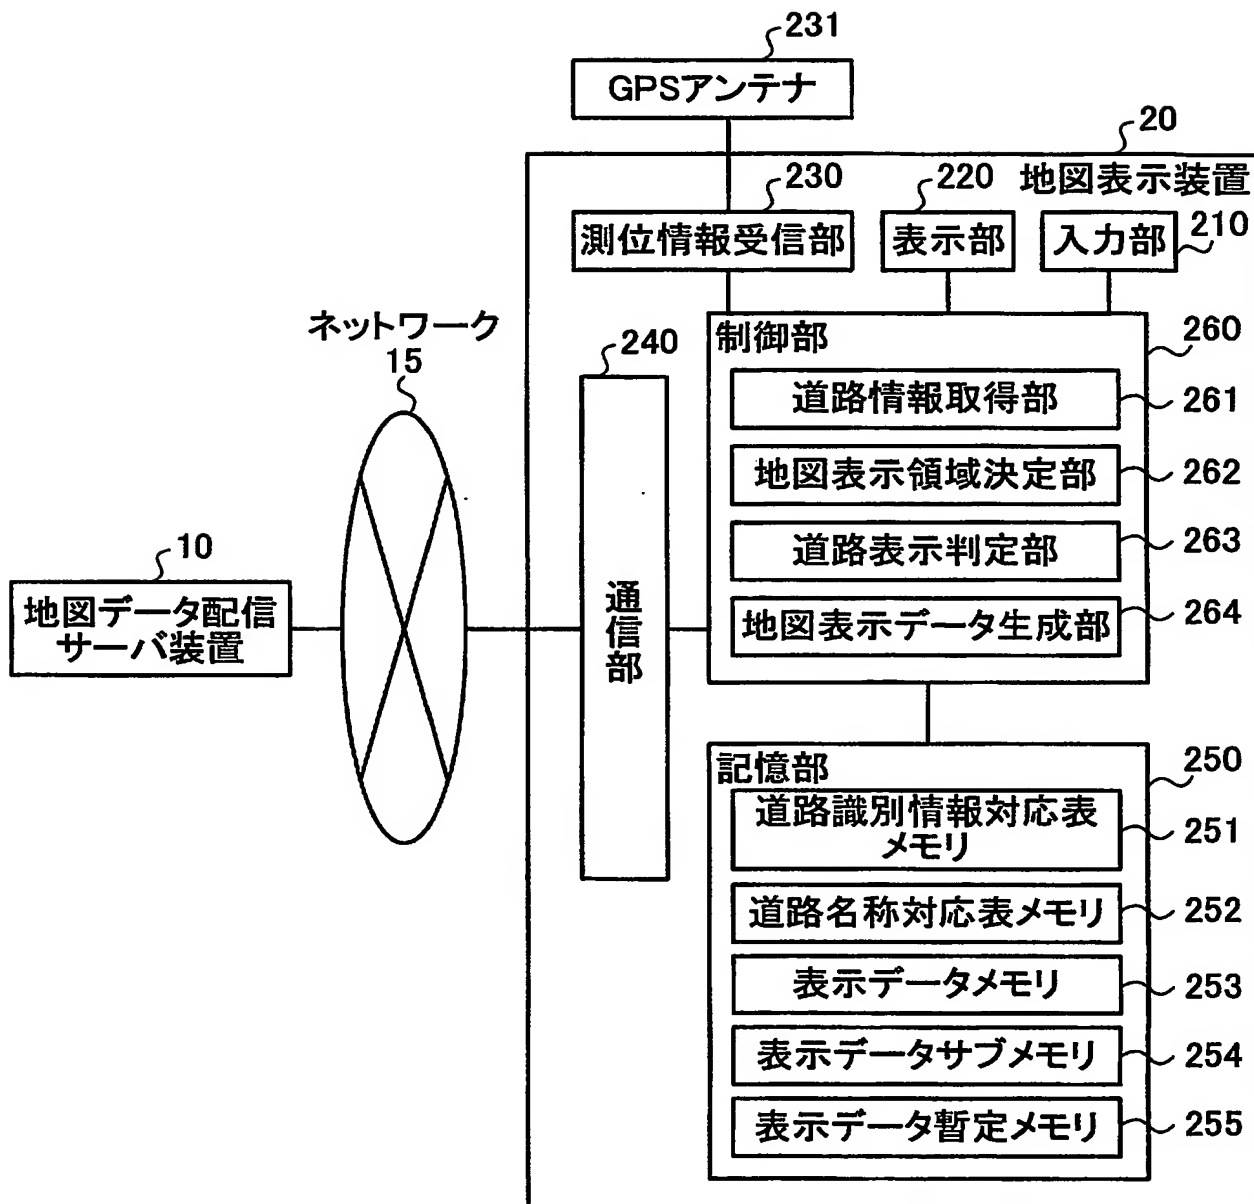 231
GPSアンテナ
20
地図表示装置
230
220
測位情報受信部
表示部
入力部
210
ネットワーク
15
240
制御部
260
道路情報取得部
261
地図表示領域決定部
262
道路表示判定部
263
地図表示データ生成部
264
10
地図データ配信
サーバ装置
通信部
記憶部
250
道路識別情報対応表
メモリ
251
道路名称対応表メモリ
252
表示データメモリ
253
表示データサブメモリ
254
表示データ暫定メモリ
255